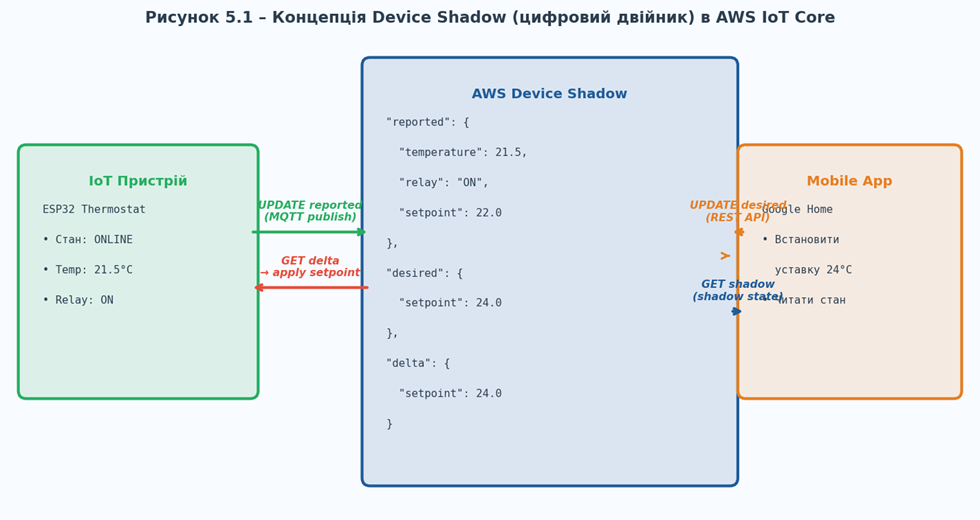 Рисунок 5.1 – Концепція Device Shadow (цифровий двійник) в AWS IoT Core
IoT Пристрій
ESP32 Thermostat
• Стан: ONLINE
• Temp: 21.5°C
• Relay: ON
UPDATE reported
(MQTT publish)
GET delta
→ apply setpoint
AWS Device Shadow
"reported": {
"temperature": 21.5,
"relay": "ON",
"setpoint": 22.0
},
"desired": {
"setpoint": 24.0
},
"delta": {
"setpoint": 24.0
}
UPDATE desired
(REST API)
GET shadow
(shadow state)
Mobile App
Google Home
• Встановити
уставку 24°C
• Читати стан